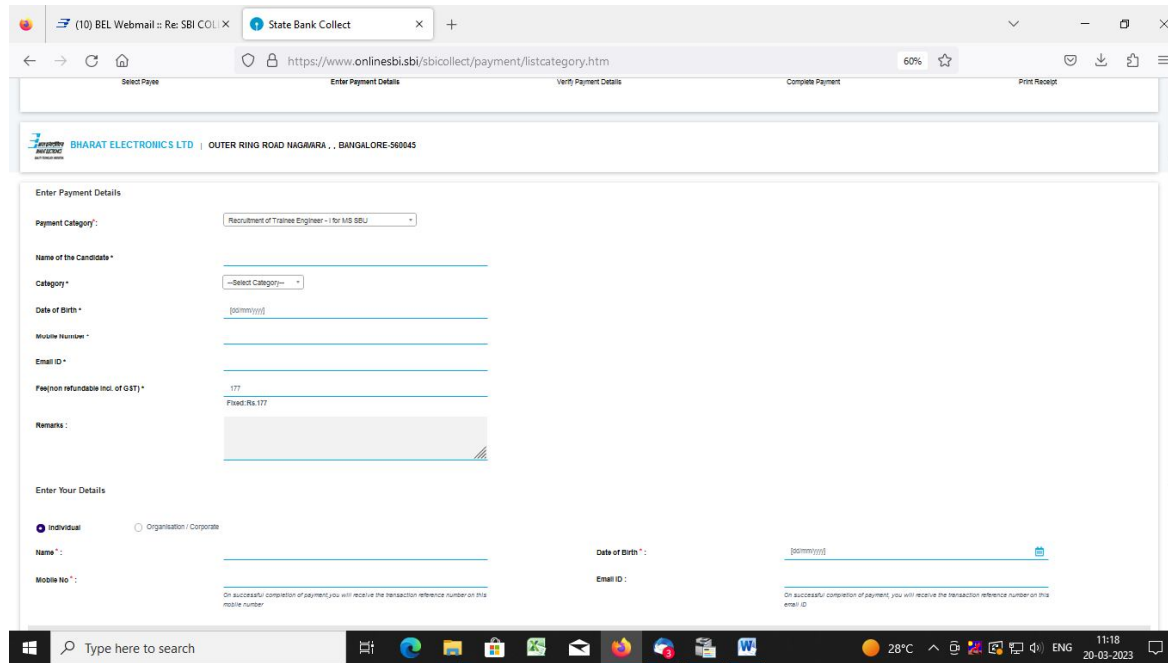 (10) BEL Webmail :: Re: SBI COLI
State Bank Collect
https://www.onlinesbi.sbi/sbicollect/payment/listcategory.htm
60%
Select Payee
Enter Payment Details
Verify Payment Details
Complete Payment
Print Receipt
BHARAT ELECTRONICS LTD | OUTER RING ROAD NAGAVARA , , BANGALORE-560045
Enter Payment Details
Payment Category*:
Recruitment of Trainee Engineer - I for MS SBU
Name of the Candidate *
Category *
--Select Category--
Date of Birth *
[dd/mm/yyyy]
Mobile Number *
Email ID *
Fee(non refundable incl. of GST) *
177
Fixed:Rs.177
Remarks :
Enter Your Details
Individual
Organisation / Corporate
Name * :
Date of Birth * :
[dd/mm/yyyy]
Mobile No * :
Email ID :
On successful completion of payment,you will receive the transaction reference number on this
mobile number
On successful completion of payment, you will receive the transaction reference number on this
email ID.
Type here to search
3
28°C
ENG
11:18
20-03-2023